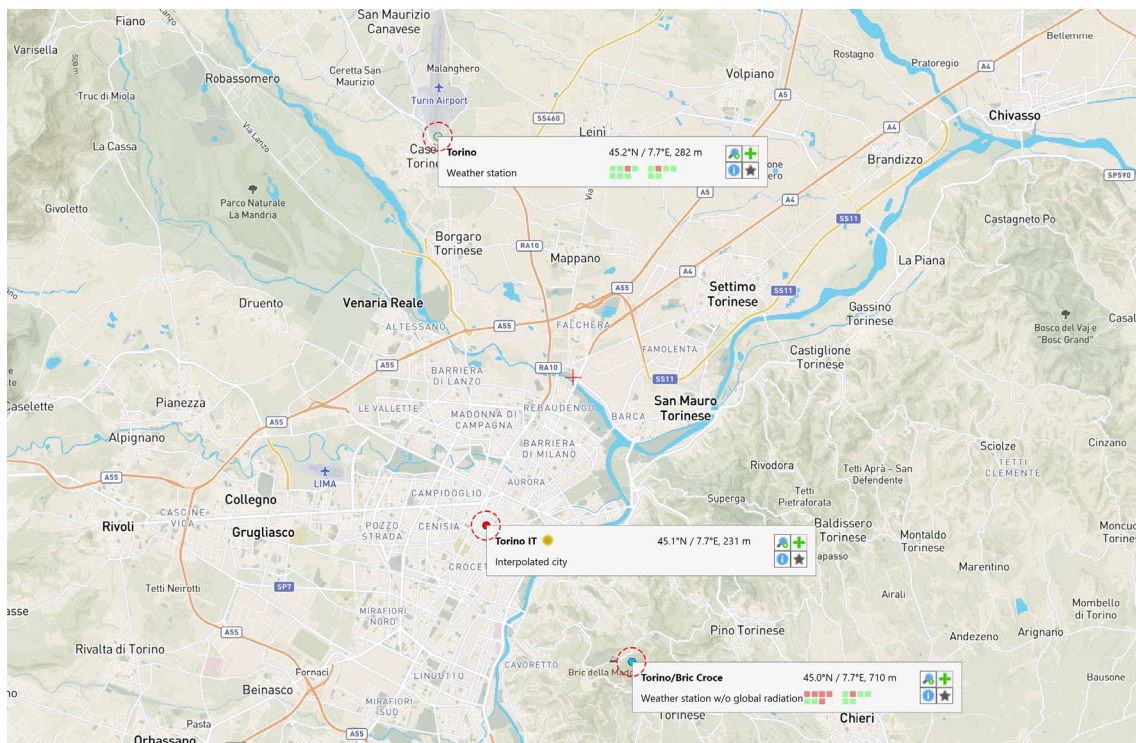 San Maurizio
Canavese
Fiano
Varisella
Via Lanzo
500 m
Robassomero
Ceretta San
Maurizio
Malanghero
Turin Airport
Volpiano
Rostagno
Pratoregio
Bellemme
A4
Truc di Miola
Via Lanzo
La Cassa
SS460
A5
Leinì
A4
Chivasso
Brandizzo
SP590
Torino
45.2°N / 7.7°E, 282 m
Weather station
Parco Naturale
La Mandria
Givoletto
A5
A4
SS11
Castagneto Po
Borgaro
Torinese
RA10
Mappano
A4
La Piana
Settimo
Torinese
SS11
A55
Druento
Venaria Reale
ALTESSANO
A55
FALCHERA
Gassino
Torinese
Bosco del Vaj e
"Bosc Grand"
FAMOLENTA
Castiglione
Torinese
A55
BARRIERA
DI LANZO
RA10
SS11
Caselette
Pianezza
LE VALLETTE
MADONNA DI
CAMPAGNA
REBAUDENGO
BARCA
San Mauro
Torinese
A55
Alpignano
BARRIERA
DI MILANO
Sciolze
Cinzano
A55
LIMA
Rivodora
Tetti Aprà – San
Defendente
TETTI
CLEMENTE
Collegno
CAMPIDOGLIO
AURORA
Superga
Tetti
Pietraforata
CASCINE
VICA
Rivoli
Grugliasco
POZZO
STRADA
CENISIA
Baldissero
Torinese
Montaldo
Torinese
Torino IT
45.1°N / 7.7°E, 231 m
Interpolated city
Marentino
Tetti Neirotti
SP7
Airali
MIRAFIORI
NORD
Mombello
di Torino
A55
Pino Torinese
Andezeno
Arignano
Rivalta di Torino
CAVORETTO
Torino/Bric Croce
45.0°N / 7.7°E, 710 m
Weather station w/o global radiation
Bric della
Fornaci
LINGOTTO
Bausone
Beinasco
MIRAFIORI
SUD
Torinese
Chieri
Pasta
A55
Orbassano